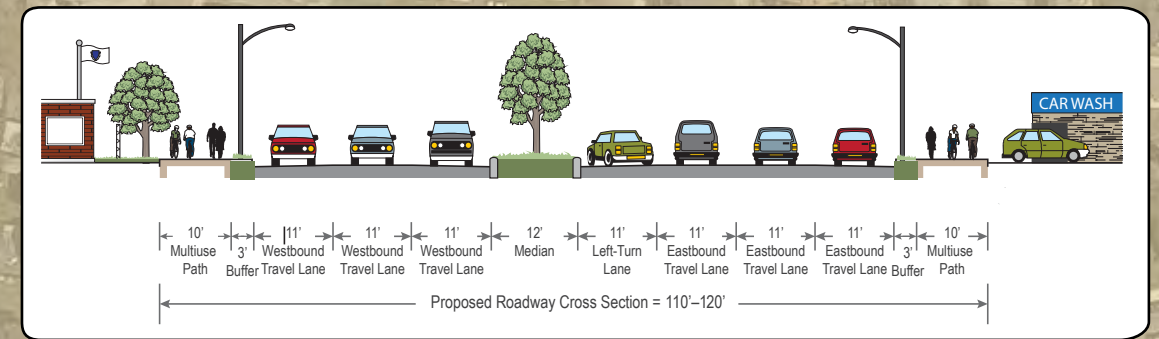 CAR WASH
10' 11' 11' 11' 12' 11' 11' 11' 11' 10'
Multiuse 3' Westbound Westbound Westbound Median Left-Turn Eastbound Eastbound Eastbound 3' Multiuse
Path Buffer Travel Lane Travel Lane Travel Lane Lane Travel Lane Travel Lane Travel Lane Buffer Path
Proposed Roadway Cross Section = 110'–120'